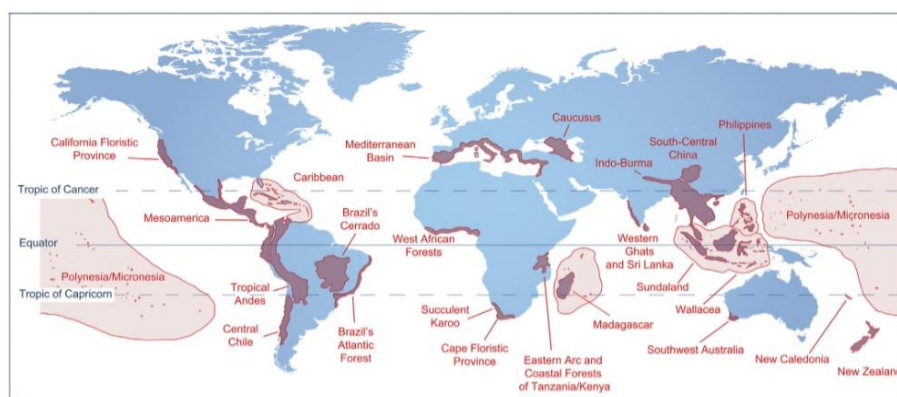 California Floristic
Province
Tropic of Cancer
Mesoamerica
Equator
Polynesia/Micronesia
Tropic of Capricorn
Caribbean
Brazil's
Cerrado
Tropical
Andes
Central
Chile
Brazil's
Atlantic
Forest
Mediterranean
Basin
Caucusus
West African
Forests
Succulent
Karoo
Cape Floristic
Province
Eastern Arc and
Coastal Forests
of Tanzania/Kenya
Madagascar
Indo-Burma
South-Central
China
Philippines
Western
Ghats
and Sri Lanka
Sundaland
Wallacea
Polynesia/Micronesia
Southwest Australia
New Caledonia
New Zealand